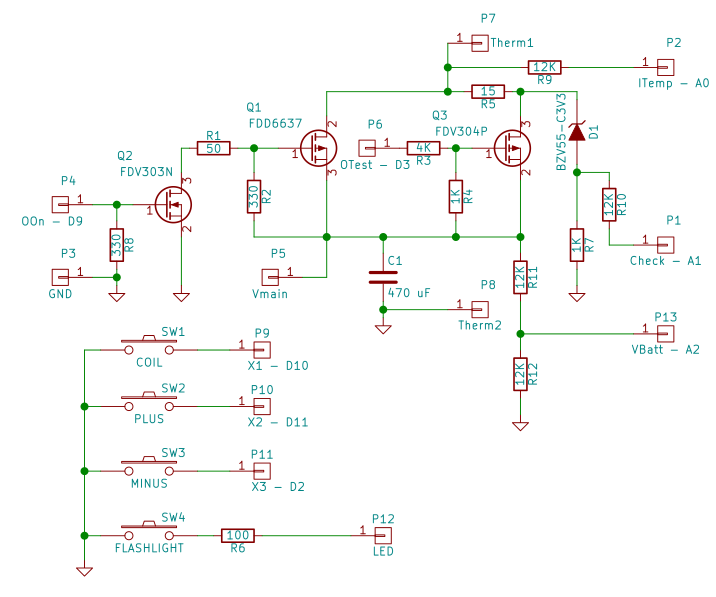 P7
1
Therm1
P2
12K
1
R9
ITemp - A0
15
R5
BZV55-C3V3
D1
Q1
FDD6637
2
1
3
P6
1
OTest - D3
4K
R3
Q3
FDV304P
3
1
2
R1
50
Q2
FDV303N
3
1
2
P4
1
OOn - D9
330
R8
P3
1
GND
330
R2
1K
R4
12K
R10
P1
1
Check - A1
1K
R7
P5
1
Vmain
C1
470 uF
P8
1
Therm2
12K
R11
P13
1
VBatt - A2
12K
R12
SW1
COIL
P9
1
X1 - D10
SW2
PLUS
P10
1
X2 - D11
SW3
MINUS
P11
1
X3 - D2
SW4
FLASHLIGHT
100
R6
P12
1
LED